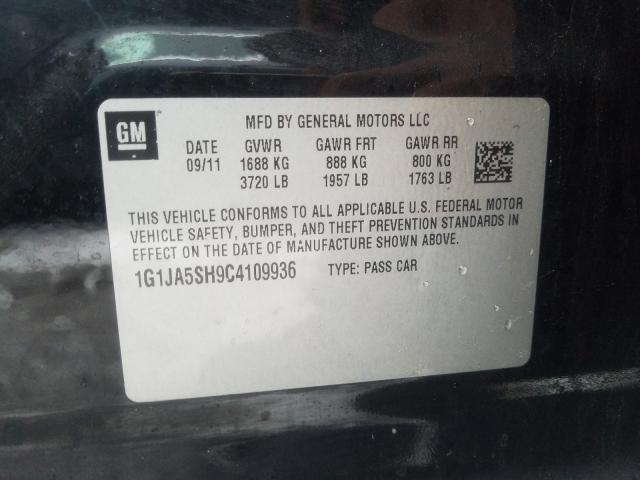 GM
MFD BY GENERAL MOTORS LLC
DATE GVWR GAWR FRT GAWR RR
09/11 1688 KG 888 KG 800 KG
3720 LB 1957 LB 1763 LB
THIS VEHICLE CONFORMS TO ALL APPLICABLE U.S. FEDERAL MOTOR
VEHICLE SAFETY, BUMPER, AND THEFT PREVENTION STANDARDS IN
EFFECT ON THE DATE OF MANUFACTURE SHOWN ABOVE.
1G1JA5SH9C4109936 TYPE: PASS CAR